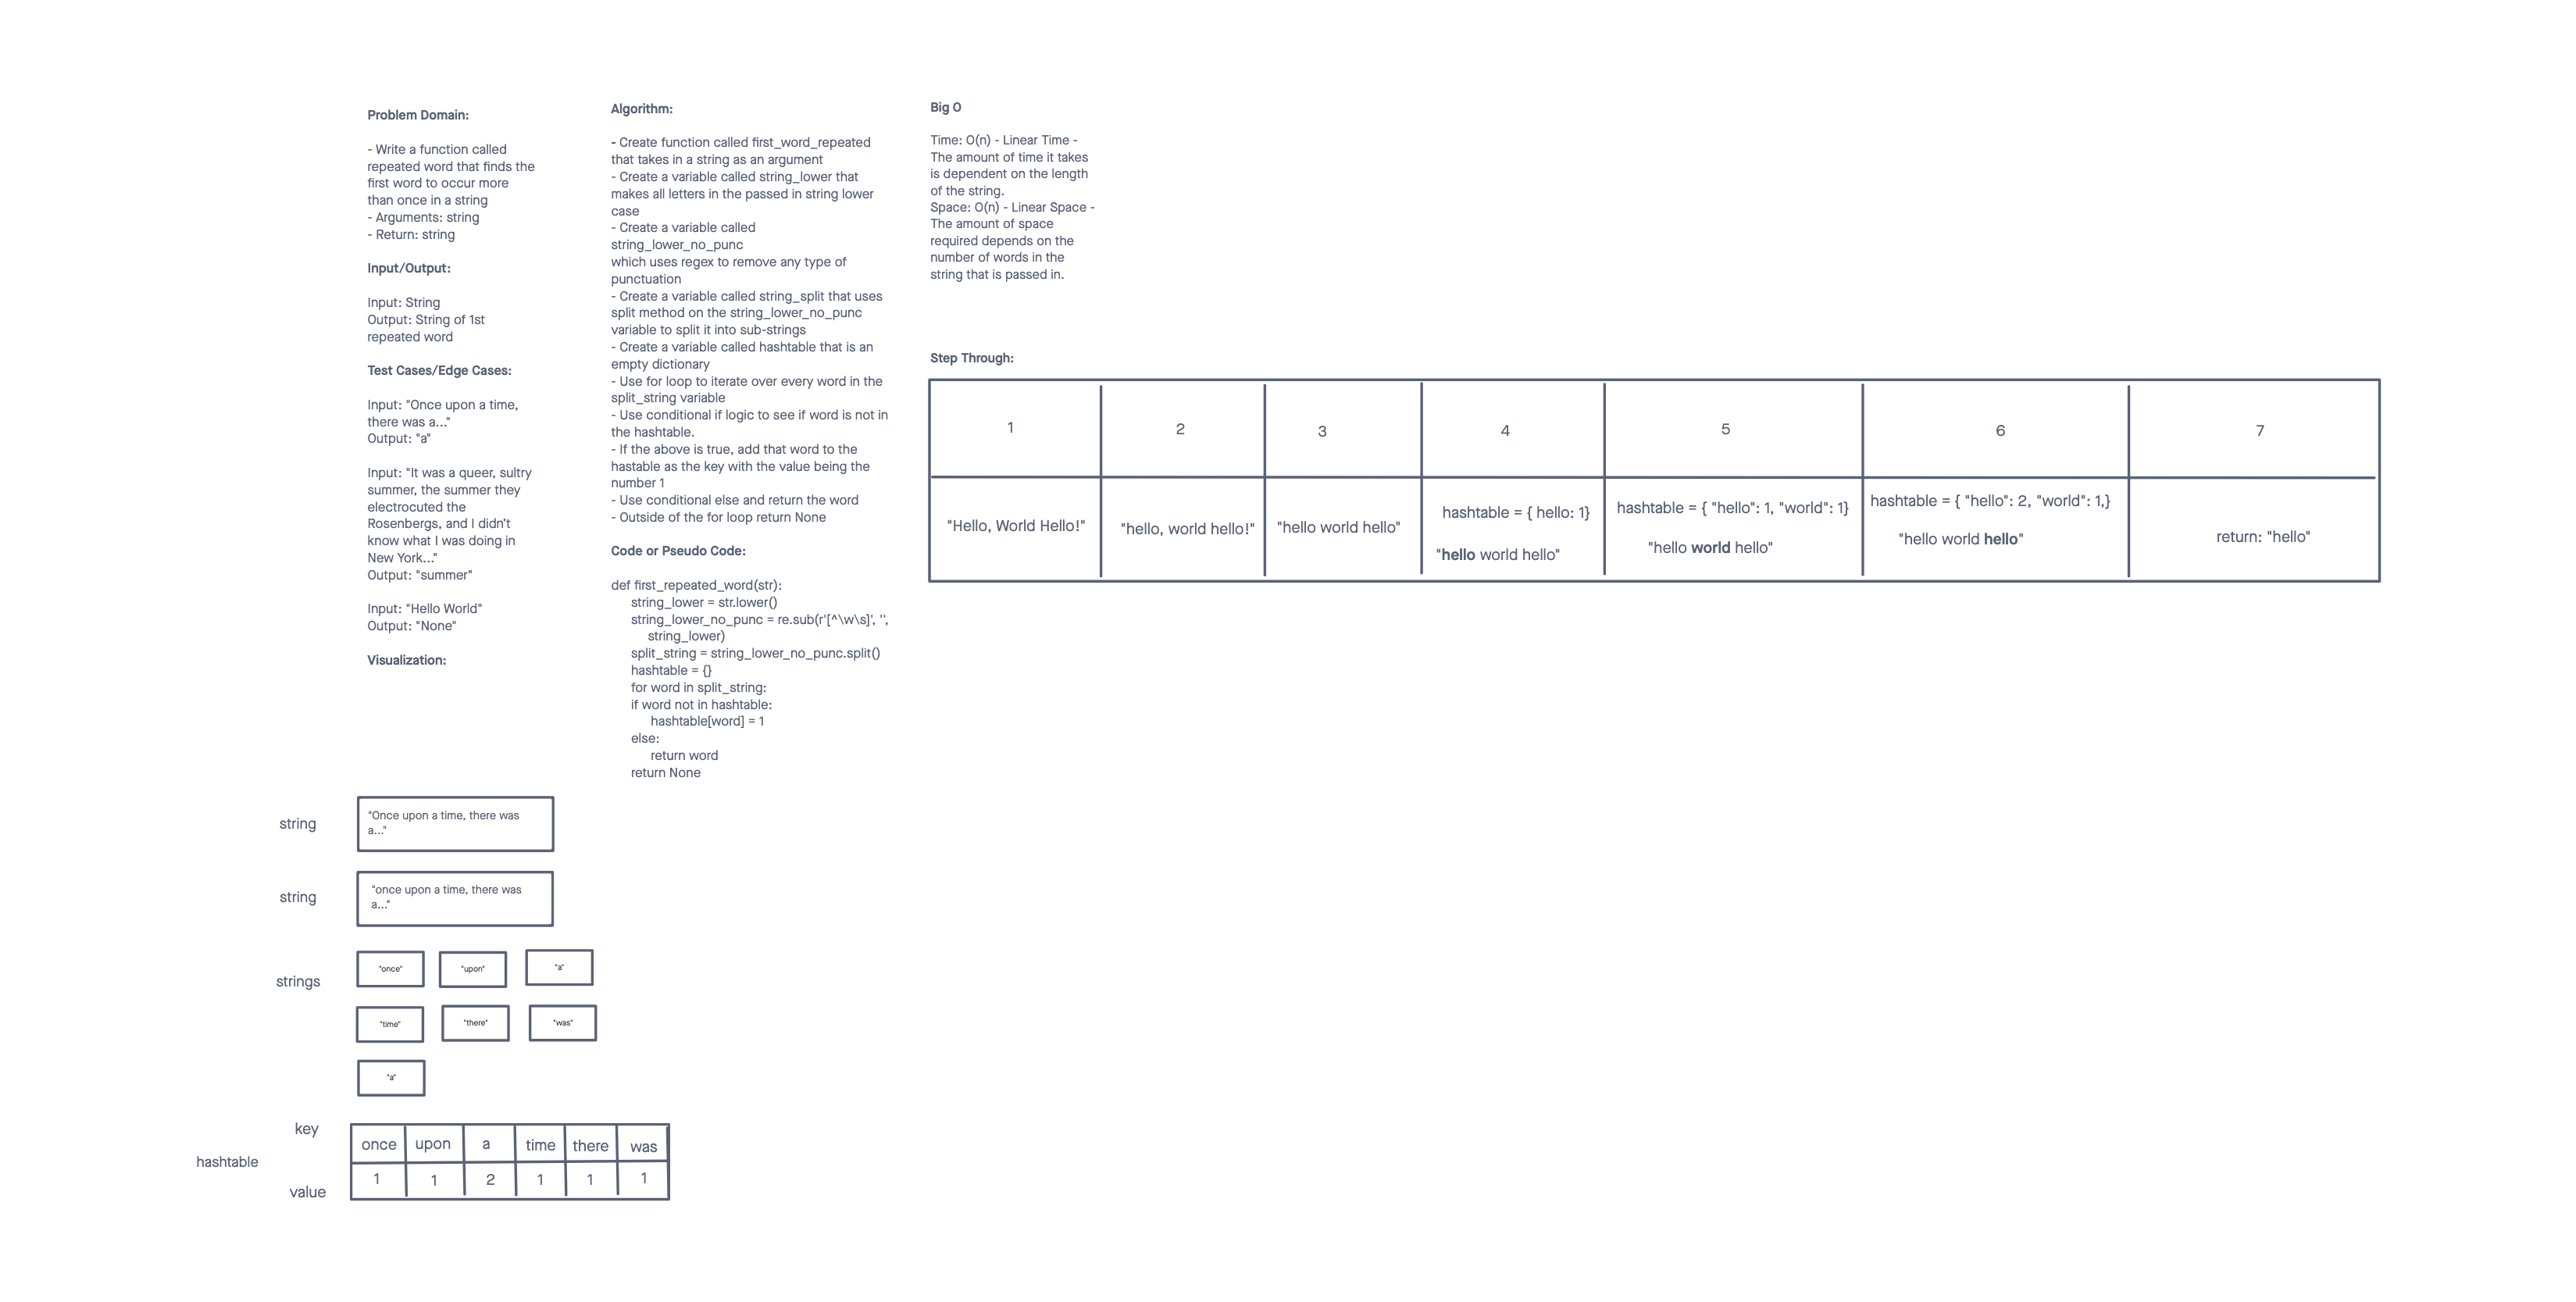 Problem Domain:
- Write a function called
repeated word that finds the
first word to occur more
than once in a string
- Arguments: string
- Return: string
Input/Output:
Input: String
Output: String of 1st
repeated word
Test Cases/Edge Cases:
Input: "Once upon a time,
there was a..."
Output: "a"
Input: "It was a queer, sultry
summer, the summer they
electrocuted the
Rosenbergs, and I didn't
know what I was doing in
New York..."
Output: "summer"
Input: "Hello World"
Output: "None"
Visualization:
Algorithm:
- Create function called first_word_repeated
that takes in a string as an argument
- Create a variable called string_lower that
makes all letters in the passed in string lower
case
- Create a variable called
string_lower_no_punc
which uses regex to remove any type of
punctuation
- Create a variable called string_split that uses
split method on the string_lower_no_punc
variable to split it into sub-strings
- Create a variable called hashtable that is an
empty dictionary
- Use for loop to iterate over every word in the
split_string variable
- Use conditional if logic to see if word is not in
the hashtable.
- If the above is true, add that word to the
hastable as the key with the value being the
number 1
- Use conditional else and return the word
- Outside of the for loop return None
Code or Pseudo Code:
def first_repeated_word(str):
string_lower = str.lower()
string_lower_no_punc = re.sub(r'[^\w\s]', '',
string_lower)
split_string = string_lower_no_punc.split()
hashtable = {}
for word in split_string:
if word not in hashtable:
hashtable[word] = 1
else:
return word
return None
Big O
Time: O(n) - Linear Time -
The amount of time it takes
is dependent on the length
of the string.
Space: O(n) - Linear Space -
The amount of space
required depends on the
number of words in the
string that is passed in.
Step Through:
1 2 3 4 5 6 7
"Hello, World Hello!"
"hello, world hello!"
"hello world hello"
hashtable = { hello: 1}
"hello world hello"
hashtable = { "hello": 1, "world": 1}
"hello world hello"
hashtable = { "hello": 2, "world": 1,}
"hello world hello"
return: "hello"
string
"Once upon a time, there was
a..."
string
"once upon a time, there was
a..."
strings
"once" "upon" "a"
"time" "there" "was"
"a"
hashtable
key
once upon a time there was
value
1 1 2 1 1 1